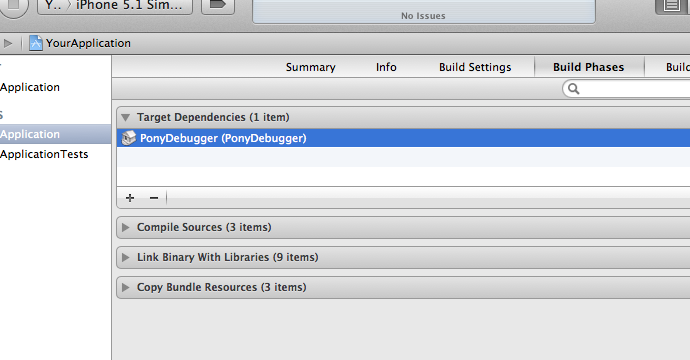 Y.. › iPhone 5.1 Sim...
No Issues
YourApplication
Summary Info Build Settings Build Phases Buil
Application
Target Dependencies (1 item)
Application
PonyDebugger (PonyDebugger)
ApplicationTests
Compile Sources (3 items)
Link Binary With Libraries (9 items)
Copy Bundle Resources (3 items)